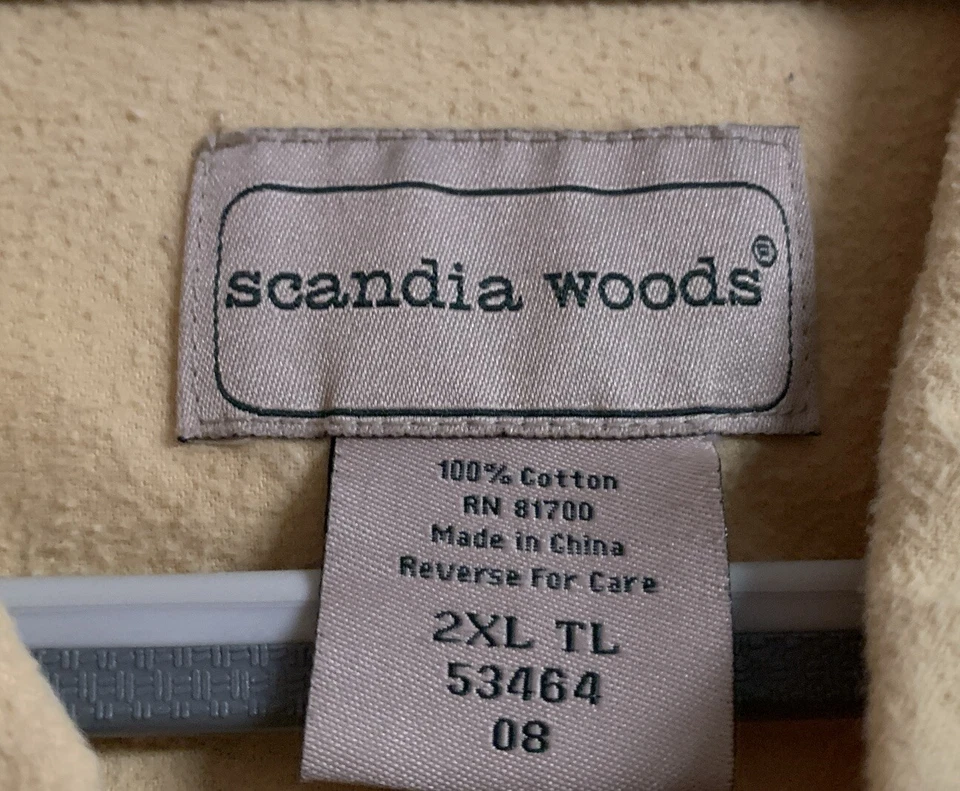 scandia woods®
100% Cotton
RN 81700
Made in China
Reverse For Care
2XL TL
53464
08